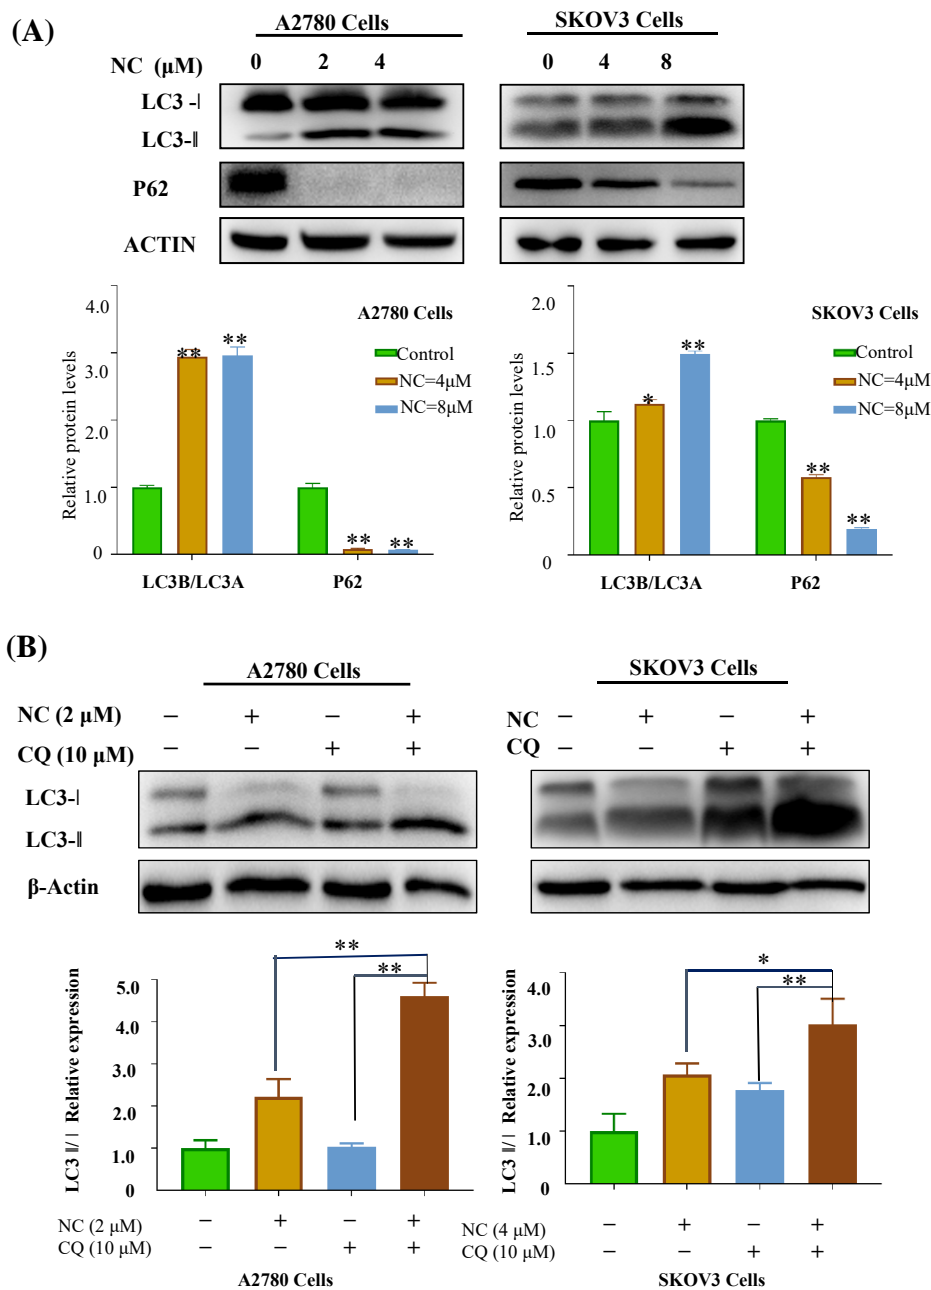 (A)
A2780 Cells
SKOV3 Cells
NC (μM)
0 2 4
0 4 8
LC3 -Ⅰ
LC3-Ⅱ
P62
ACTIN
4.0
3.0
2.0
1.0
0
Relative protein levels
A2780 Cells
Control
NC=4μM
NC=8μM
** **
** **
LC3B/LC3A P62
2.0
1.5
1.0
0.5
0
Relative protein levels
SKOV3 Cells
Control
NC=4μM
NC=8μM
* **
** **
LC3B/LC3A P62
(B)
A2780 Cells
SKOV3 Cells
NC (2 μM) − + − +
CQ (10 μM) − − + +
NC − + − +
CQ − − + +
LC3-Ⅰ
LC3-Ⅱ
β-Actin
**
**
5.0
4.0
3.0
2.0
1.0
0
LC3 Ⅱ/Ⅰ Relative expression
NC (2 μM) − + − +
CQ (10 μM) − − + +
A2780 Cells
*
**
4.0
3.0
2.0
1.0
0
LC3 Ⅱ/Ⅰ Relative expression
NC (4 μM) − + − +
CQ (10 μM) − − + +
SKOV3 Cells